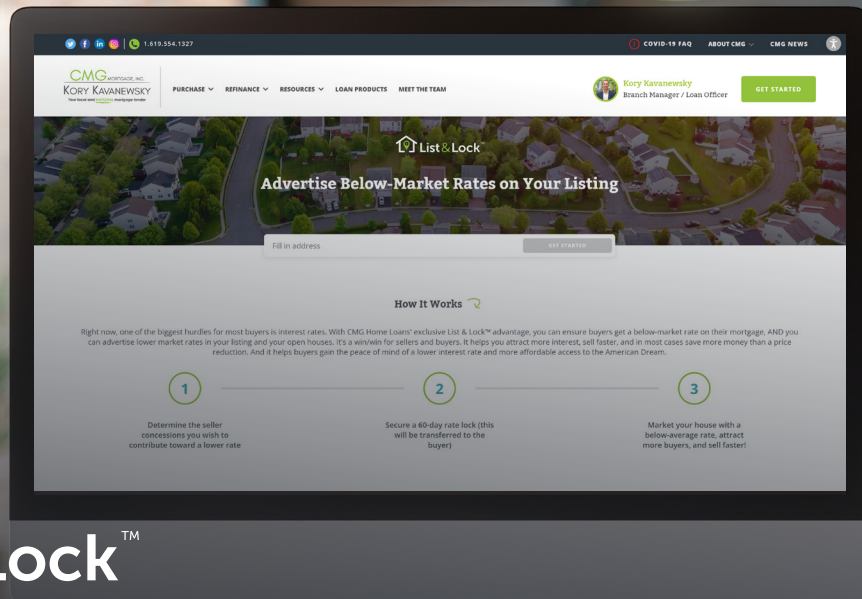 1.619.554.1327
COVID-19 FAQ ABOUT CMG CMG NEWS
CMG MORTGAGE, INC.
KORY KAVANEWSKY
Your local and national mortgage lender
PURCHASE REFINANCE RESOURCES LOAN PRODUCTS MEET THE TEAM
Kory Kavanewsky
Branch Manager / Loan Officer
GET STARTED
List&Lock
Advertise Below-Market Rates on Your Listing
Fill in address
GET STARTED
How It Works
Right now, one of the biggest hurdles for most buyers is interest rates. With CMG Home Loans' exclusive List & Lock™ advantage, you can ensure buyers get a below-market rate on their mortgage, AND you
can advertise lower market rates in your listing and your open houses. It's a win/win for sellers and buyers. It helps you attract more interest, sell faster, and in most cases save more money than a price
reduction. And it helps buyers gain the peace of mind of a lower interest rate and more affordable access to the American Dream.
1 2 3
Determine the seller
concessions you wish to
contribute toward a lower rate
Secure a 60-day rate lock (this
will be transferred to the
buyer)
Market your house with a
below-average rate, attract
more buyers, and sell faster!
Lock™